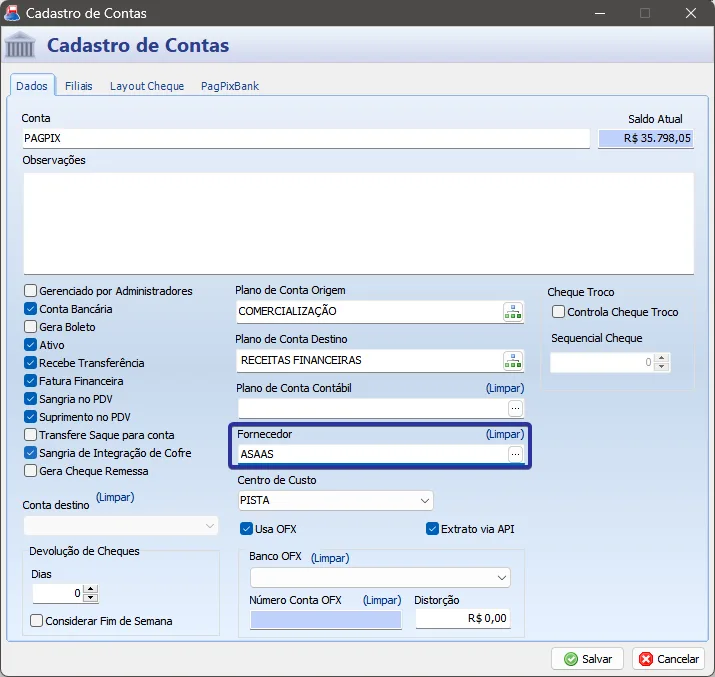 Cadastro de Contas
Cadastro de Contas
Dados Filiais Layout Cheque PagPixBank
Conta Saldo Atual
PAGPIX R$ 35.798,05
Observações
Gerenciado por Administradores
Conta Bancária
Gera Boleto
Ativo
Recebe Transferência
Fatura Financeira
Sangria no PDV
Suprimento no PDV
Transfere Saque para conta
Sangria de Integração de Cofre
Gera Cheque Remessa
Conta destino (Limpar)
Devolução de Cheques
Dias
0
Considerar Fim de Semana
Plano de Conta Origem
COMERCIALIZAÇÃO
Plano de Conta Destino
RECEITAS FINANCEIRAS
Plano de Conta Contábil (Limpar)
...
Fornecedor (Limpar)
ASAAS ...
Centro de Custo
PISTA
Usa OFX Extrato via API
Banco OFX (Limpar)
Número Conta OFX (Limpar) Distorção
R$ 0,00
Cheque Troco
Controla Cheque Troco
Sequencial Cheque
0
Salvar Cancelar